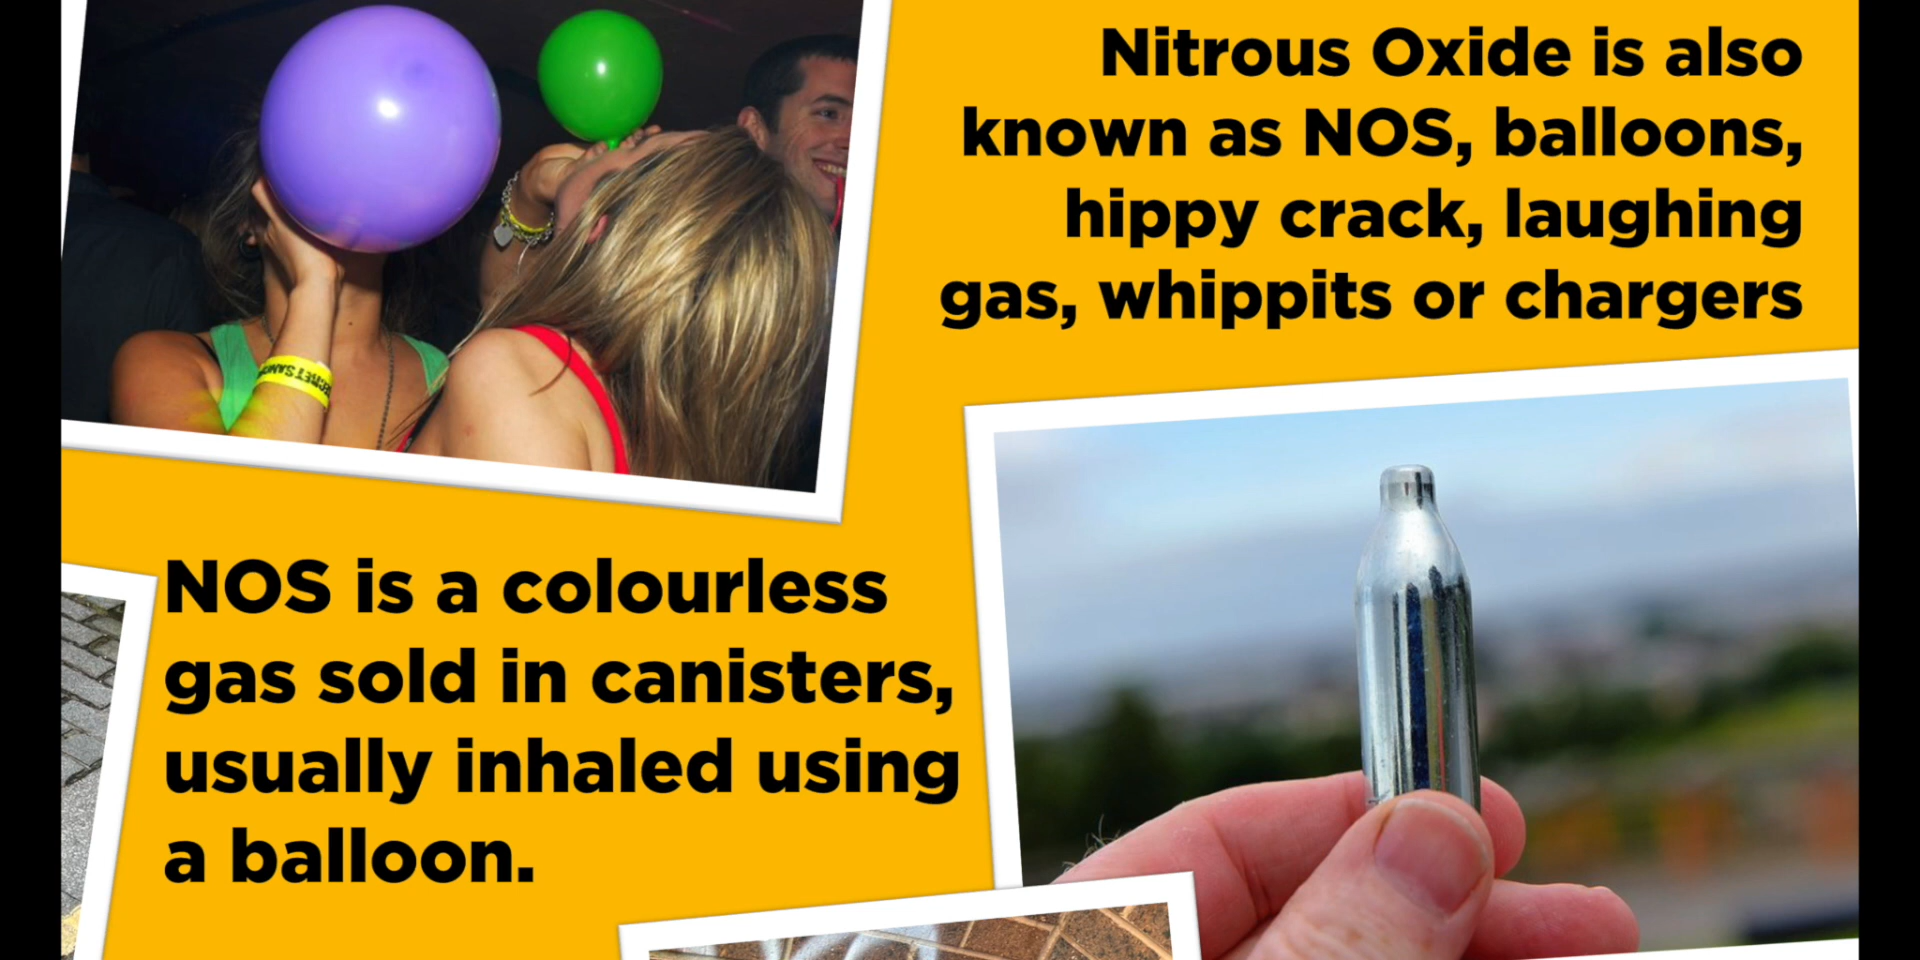 Nitrous Oxide is also
known as NOS, balloons,
hippy crack, laughing
gas, whippits or chargers
NOS is a colourless
gas sold in canisters,
usually inhaled using
a balloon.